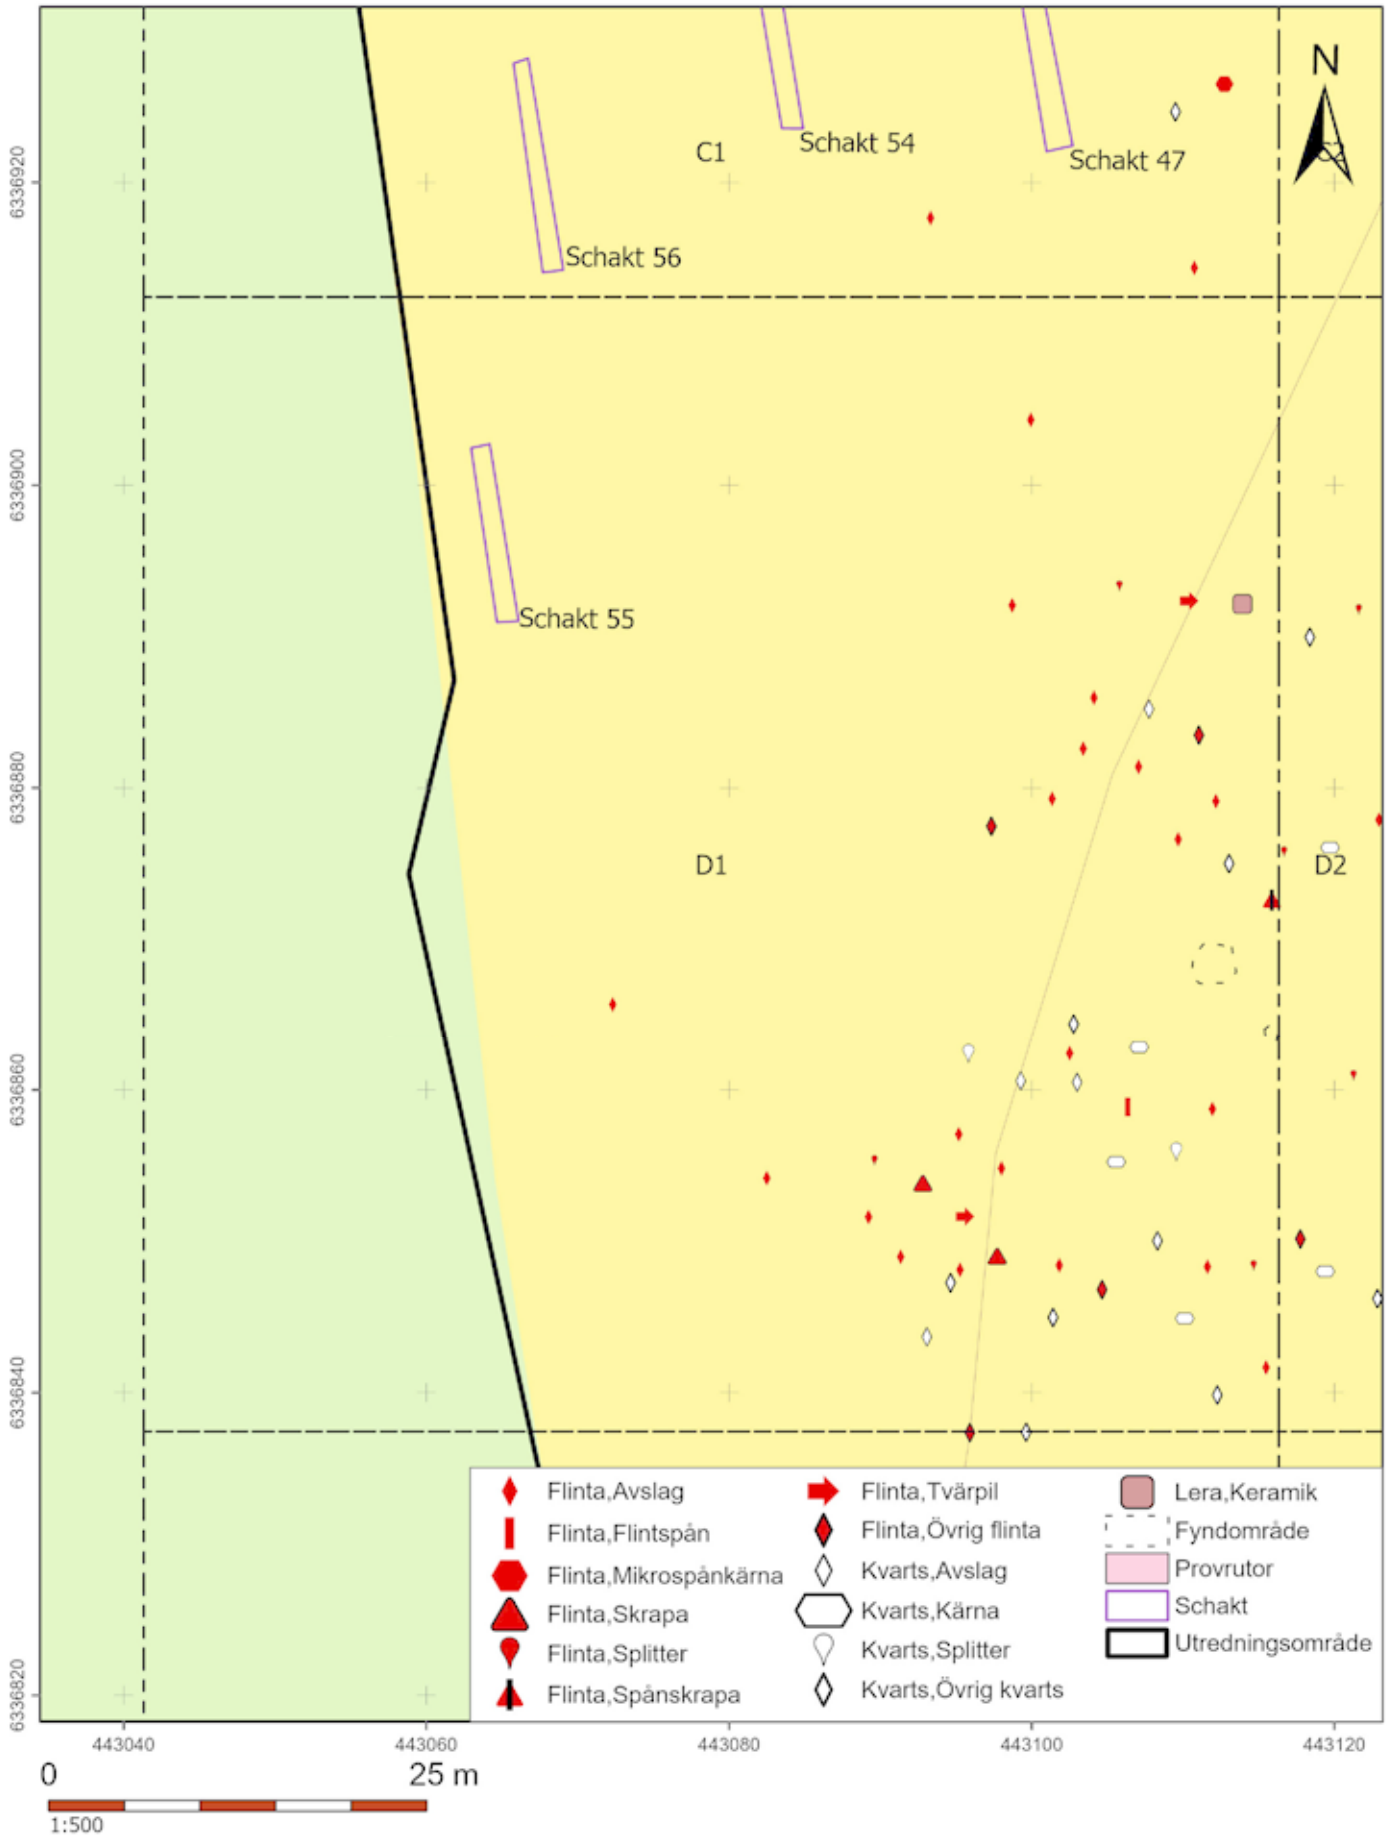 N
C2
Schakt 54
C1
Schakt 47
6336920
Schakt 56
6336900
Schakt 55
6336880
D1
D2
6336860
6336840
Flinta,Avslag
Flinta,Flintspån
Flinta,Mikrospånkärna
Flinta,Skrapa
Flinta,Splitter
Flinta,Spånskrapa
Flinta,Tvärpil
Flinta,Övrig flinta
Kvarts,Avslag
Kvarts,Kärna
Kvarts,Splitter
Kvarts,Övrig kvarts
Lera,Keramik
Fyndområde
Provrutor
Schakt
Utredningsområde
6336820
443040 443060 443080 443100 443120
0 25 m
1:500